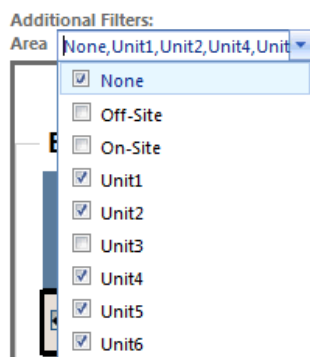 Additional Filters:
Area None,Unit1,Unit2,Unit4,Unit
None
Off-Site
On-Site
Unit1
Unit2
Unit3
Unit4
Unit5
Unit6